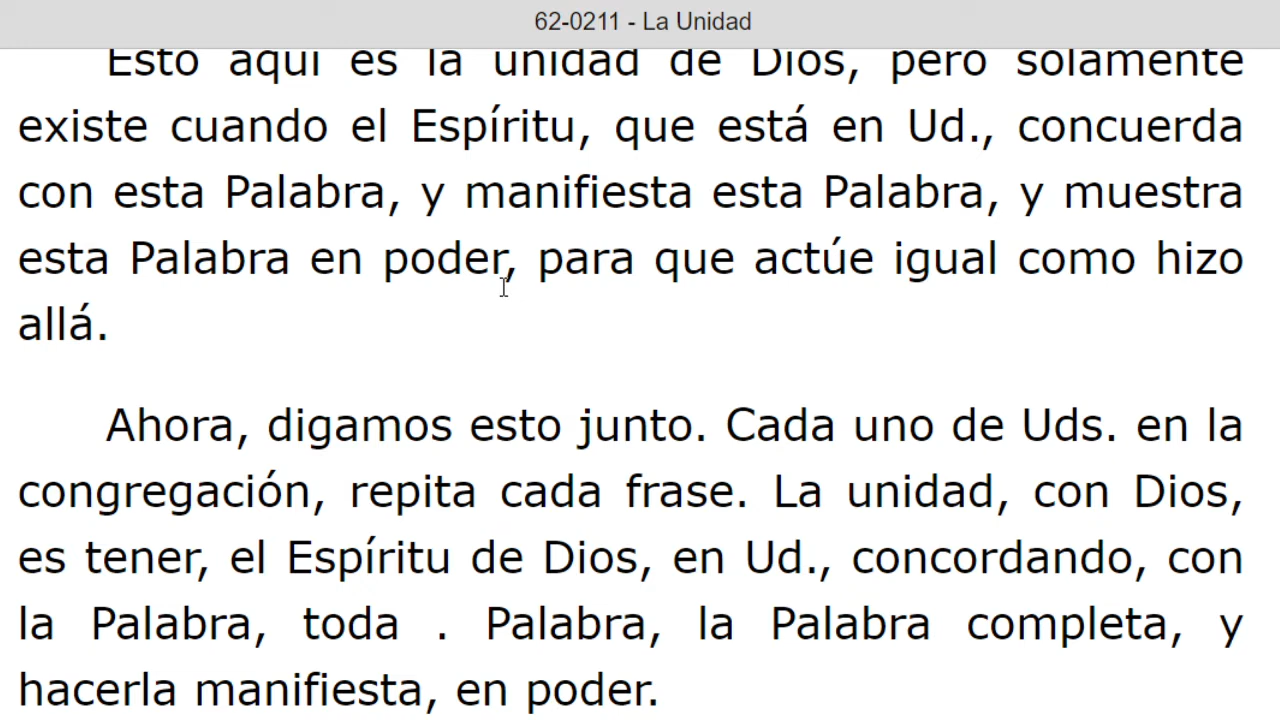 62-0211 - La Unidad
Esto aquí es la unidad de Dios, pero solamente
existe cuando el Espíritu, que está en Ud., concuerda
con esta Palabra, y manifiesta esta Palabra, y muestra
esta Palabra en poder, para que actúe igual como hizo
allá.
Ahora, digamos esto junto. Cada uno de Uds. en la
congregación, repita cada frase. La unidad, con Dios,
es tener, el Espíritu de Dios, en Ud., concordando, con
la Palabra, toda . Palabra, la Palabra completa, y
hacerla manifiesta, en poder.